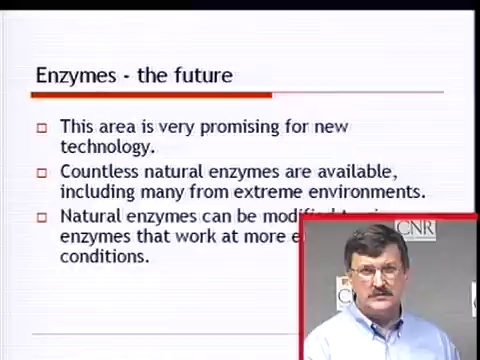 Enzymes - the future
This area is very promising for new
technology.
Countless natural enzymes are available,
including many from extreme environments.
Natural enzymes can be modified
enzymes that work at more
conditions.
CNR
CN